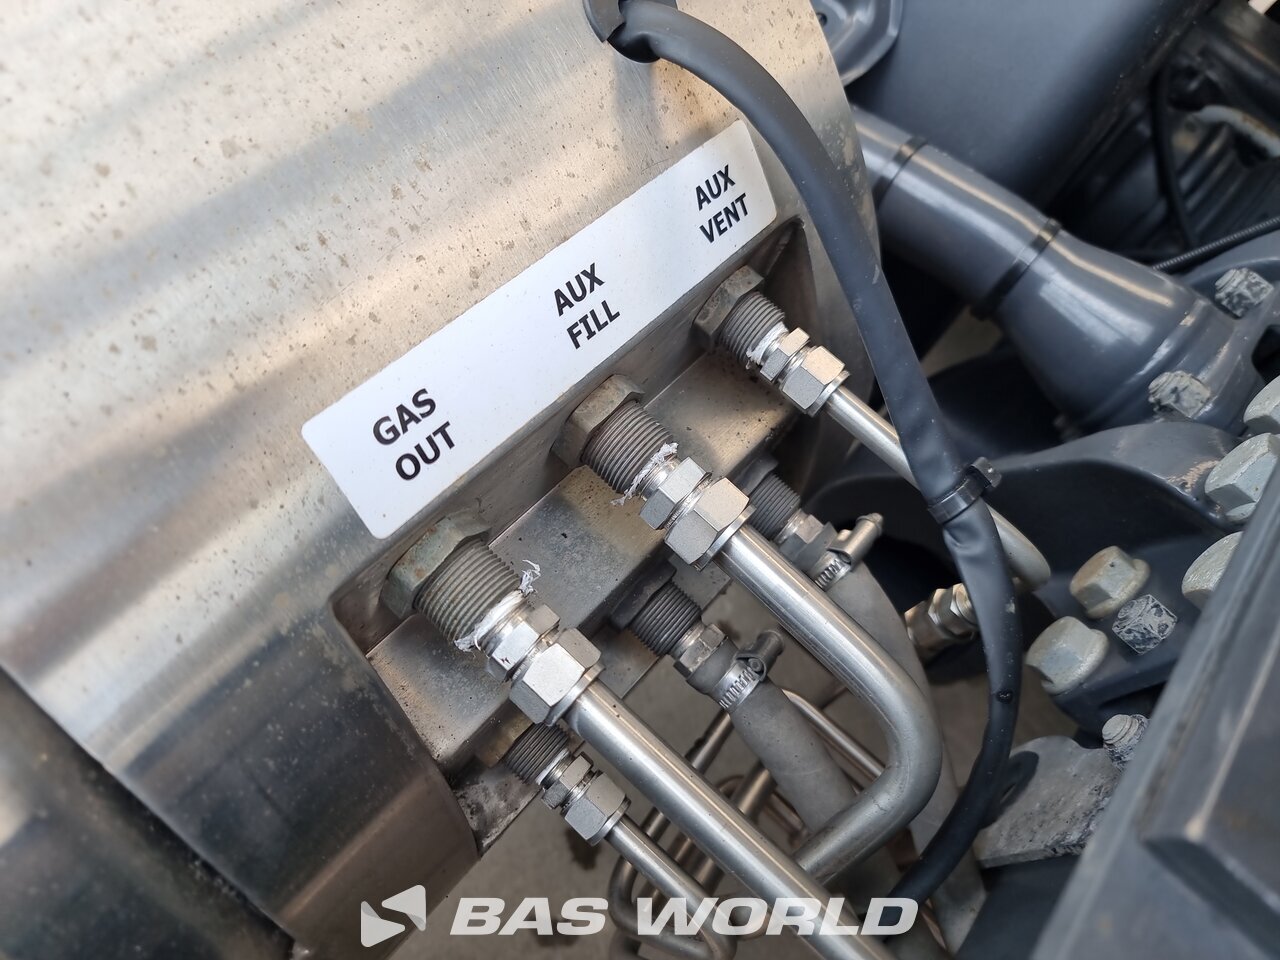 GAS
OUT
AUX
FILL
AUX
VENT
BAS WORLD